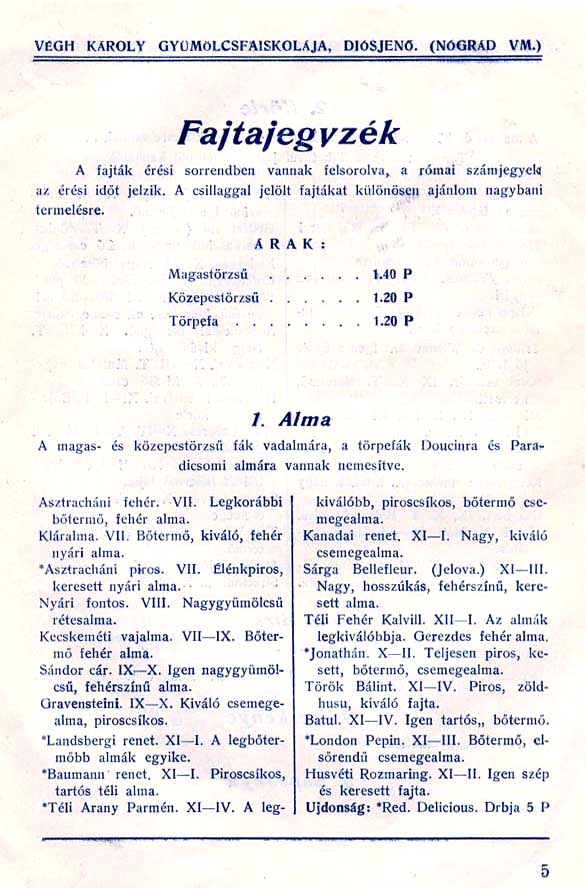 VÉGH KÁROLY GYÜMÖLCSFAISKOLÁJA, DIÓSJENŐ. (NÓGRÁD VM.)
Fajtajegyzék
A fajták érési sorrendben vannak felsorolva, a római számjegyek
az érési időt jelzik. A csillaggal jelölt fajtákat különösen ajánlom nagybani
termelésre.
ÁRAK:
Magastörzsű . . . . . . 1.40 P
Középestörzsű . . . . . . 1.20 P
Törpefa . . . . . . . . 1.20 P
1. Alma
A magas- és középestörzsű fák vadalmára, a törpefák Doucinra és Para-
dicsomi almára vannak nemesítve.
Asztracháni fehér. VII. Legkorábbi
bőtermő, fehér alma.
Kláralma. VII. Bőtermő, kiváló, fehér
nyári alma.
*Asztracháni piros. VII. Élénkpiros,
keresett nyári alma.
Nyári fontos. VIII. Nagygyümölcsű
rétesalma.
Kecskeméti vajalma. VII—IX. Bőter-
mő fehér alma.
Sándor cár. IX—X. Igen nagygyümöl-
csű, fehérszínű alma.
Gravensteini. IX—X. Kiváló csemege-
alma, piroscsíkos.
*Landsbergi renet. XI—I. A legbőter-
mőbb almák egyike.
*Baumann renet. XI—I. Piroscsíkos,
tartós téli alma.
*Téli Arany Parmén. XI—IV. A leg-
kiválóbb, piroscsíkos, bőtermő cse-
megealma.
Kanadai renet. XI—I. Nagy, kiváló
csemegealma.
Sárga Bellefleur. (Jelova.) XI—III.
Nagy, hosszúkás, fehérszínű, kere-
sett alma.
Téli Fehér Kalvill. XII—I. Az almák
legkiválóbbja. Gerezdes fehér alma.
*Jonathán. X—II. Teljesen piros, ke-
sett, bőtermő, csemegealma.
Török Bálint. XI—IV. Piros, zöld-
husu, kiváló fajta.
Batul. XI—IV. Igen tartós,, bőtermő.
*London Pepin. XI—III. Bőtermő, el-
sőrendű csemegealma.
Husvéti Rozmaring. XI—II. Igen szép
és keresett fajta.
Ujdonság: *Red. Delicious. Drbja 5 P
5